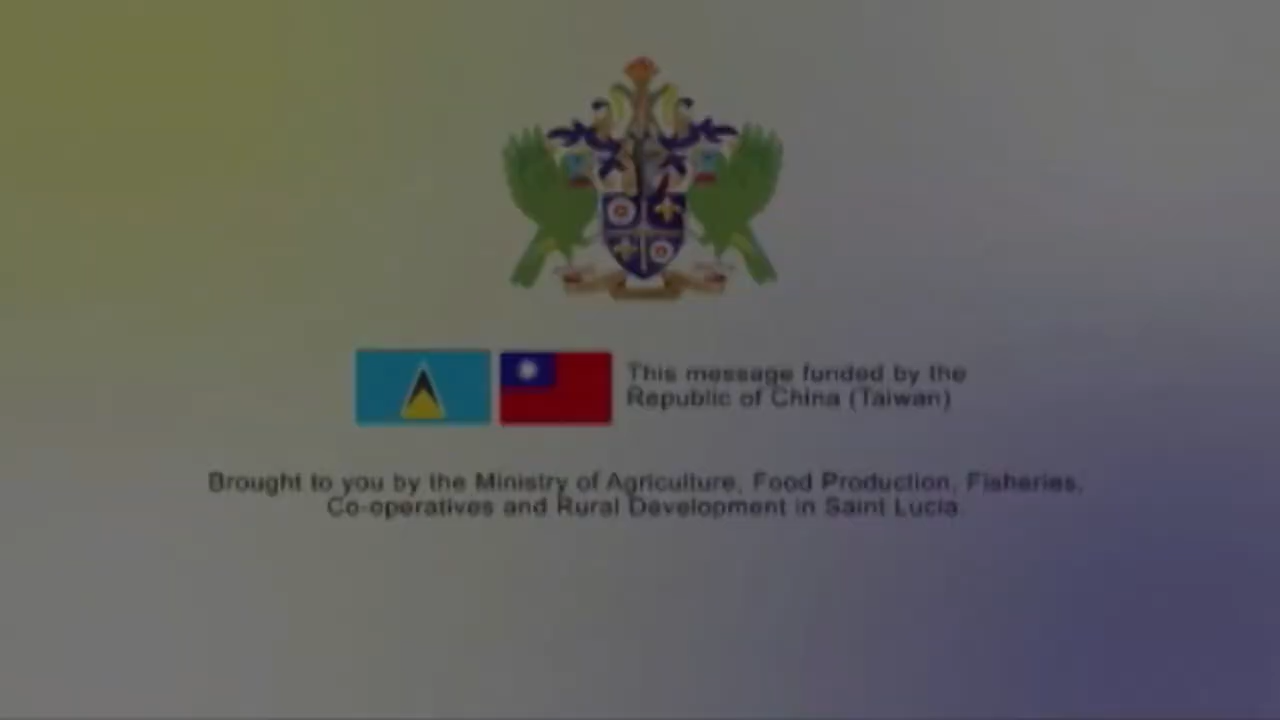 This message funded by the
Republic of China (Taiwan)
Brought to you by the Ministry of Agriculture, Food Production, Fisheries,
Co-operatives and Rural Development in Saint Lucia